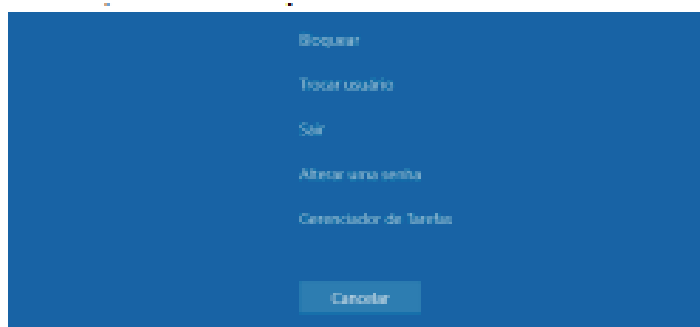 Bloquear
Trocar usuário
Sair
Alterar uma senha
Gerenciador de Tarefas
Cancelar